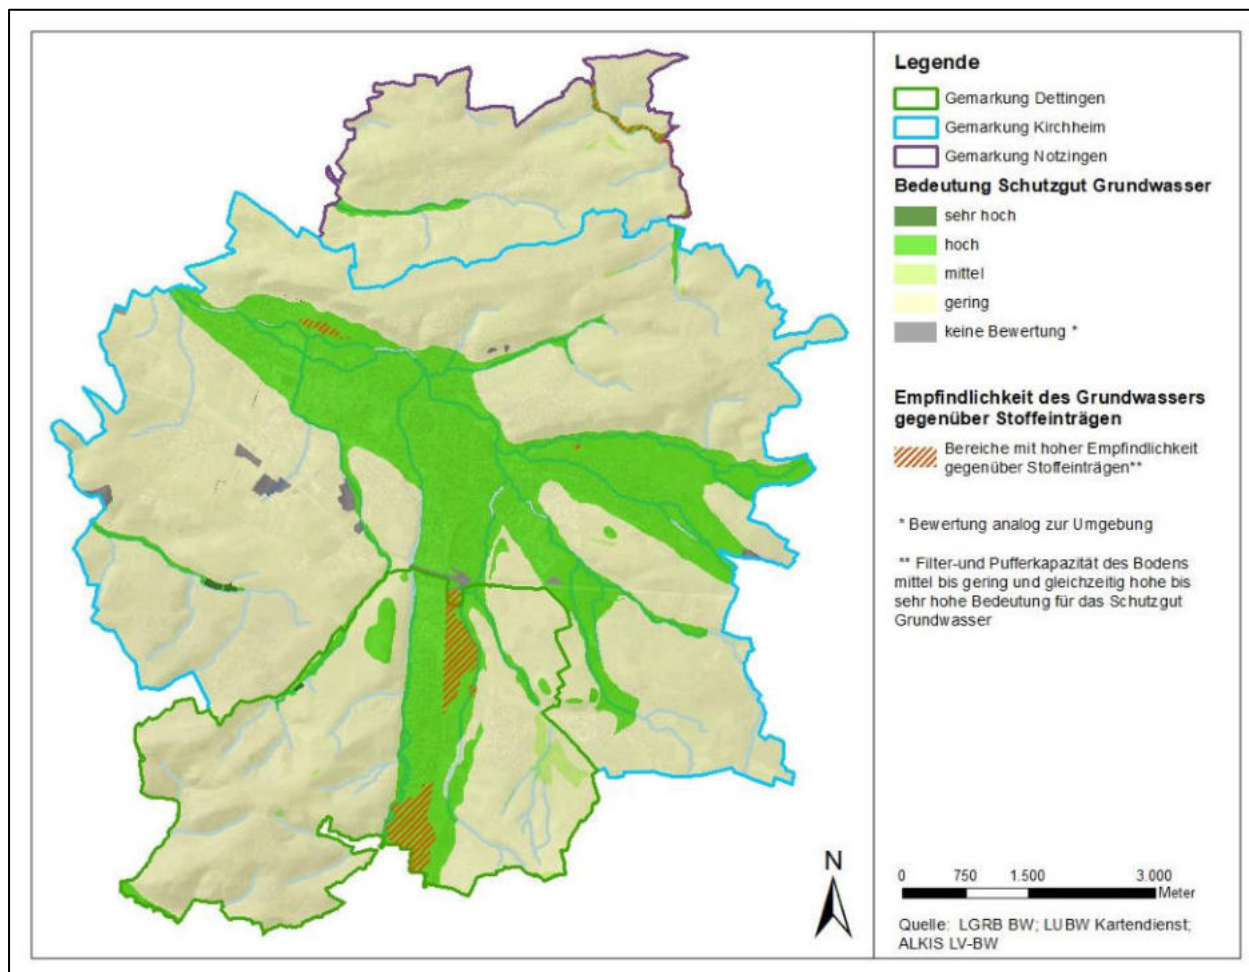 Legende
Gemarkung Dettingen
Gemarkung Kirchheim
Gemarkung Notzingen
Bedeutung Schutzgut Grundwasser
sehr hoch
hoch
mittel
gering
keine Bewertung *
Empfindlichkeit des Grundwassers
gegenüber Stoffeinträgen
Bereiche mit hoher Empfindlichkeit
gegenüber Stoffeinträgen**
* Bewertung analog zur Umgebung
** Filter-und Pufferkapazität des Bodens
mittel bis gering und gleichzeitig hohe bis
sehr hohe Bedeutung für das Schutzgut
Grundwasser
N
0 750 1.500 3.000
Meter
Quelle: LGRB BW; LUBW Kartendienst;
ALKIS LV-BW